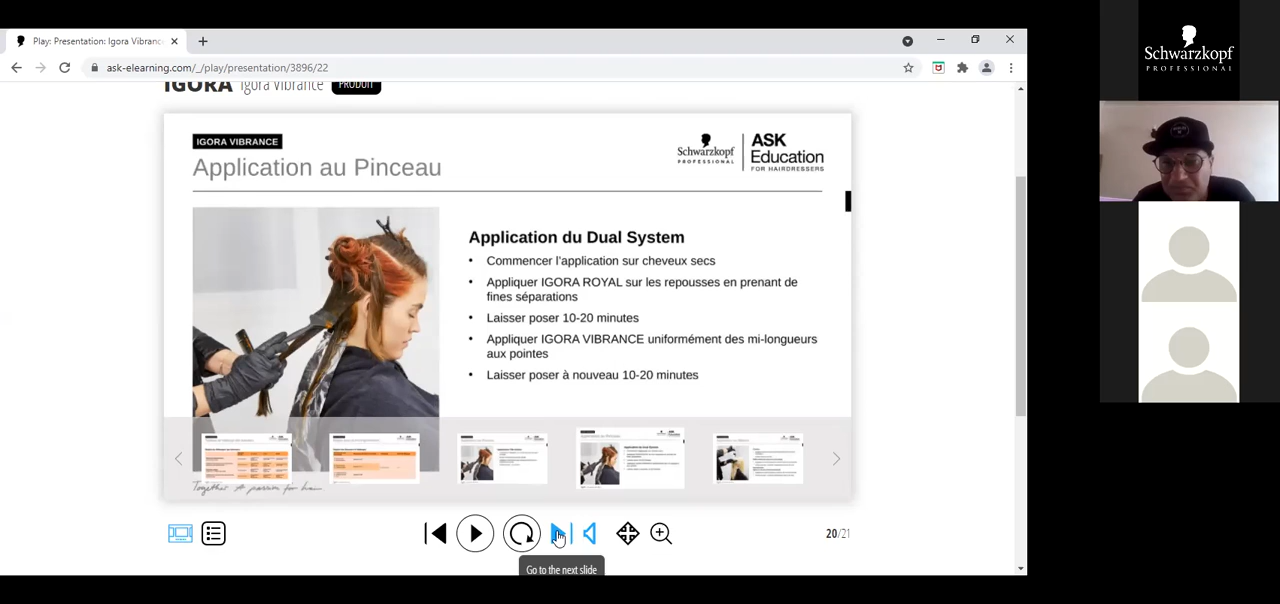 Play: Presentation: Igora Vibranc
ask-elearning.com/_/play/presentation/3896/22
IGORA Igora Vibrance PRODUIT
IGORA VIBRANCE
Application au Pinceau
Schwarzkopf
PROFESSIONAL
ASK
Education
FOR HAIRDRESSERS
Application du Dual System
• Commencer l'application sur cheveux secs
• Appliquer IGORA ROYAL sur les repousses en prenant de
fines séparations
• Laisser poser 10-20 minutes
• Appliquer IGORA VIBRANCE uniformément des mi-longueurs
aux pointes
• Laisser poser à nouveau 10-20 minutes
Together. A passion for hair.
20/21
Go to the next slide
Schwarzkopf
PROFESSIONAL